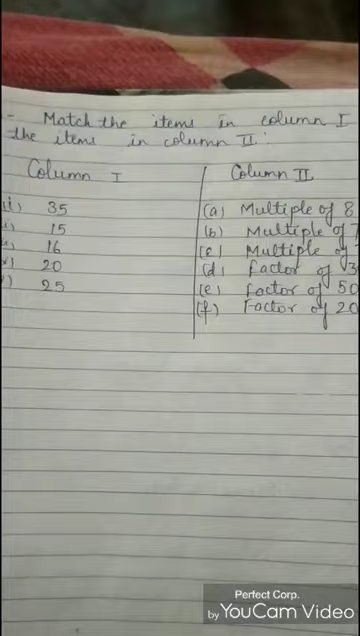 Match the items in column I
the items in column II.
Column I
Column II
35
15
16
20
25
(a) Multiple of 8
(b) Multiple of 7
(c) Multiple of
(d) factor of 3
(e) factor of 50
(f) Factor of 20
Perfect Corp.
by YouCam Video